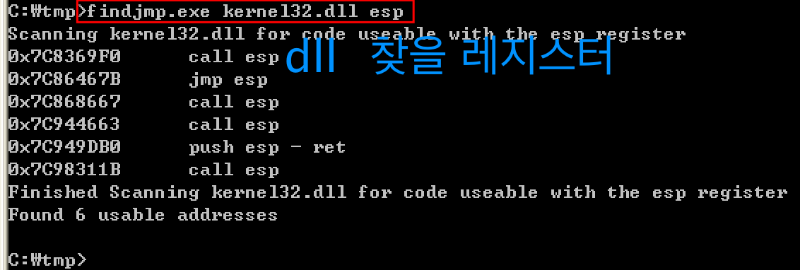 C:₩tmp>findjmp.exe kernel32.dll esp
Scanning kernel32.dll for code useable with the esp register
dll 찾을 레지스터
0x7C8369F0 call esp
0x7C86467B jmp esp
0x7C868667 call esp
0x7C944663 call esp
0x7C949DB0 push esp - ret
0x7C98311B call esp
Finished Scanning kernel32.dll for code useable with the esp register
Found 6 usable addresses
C:₩tmp>